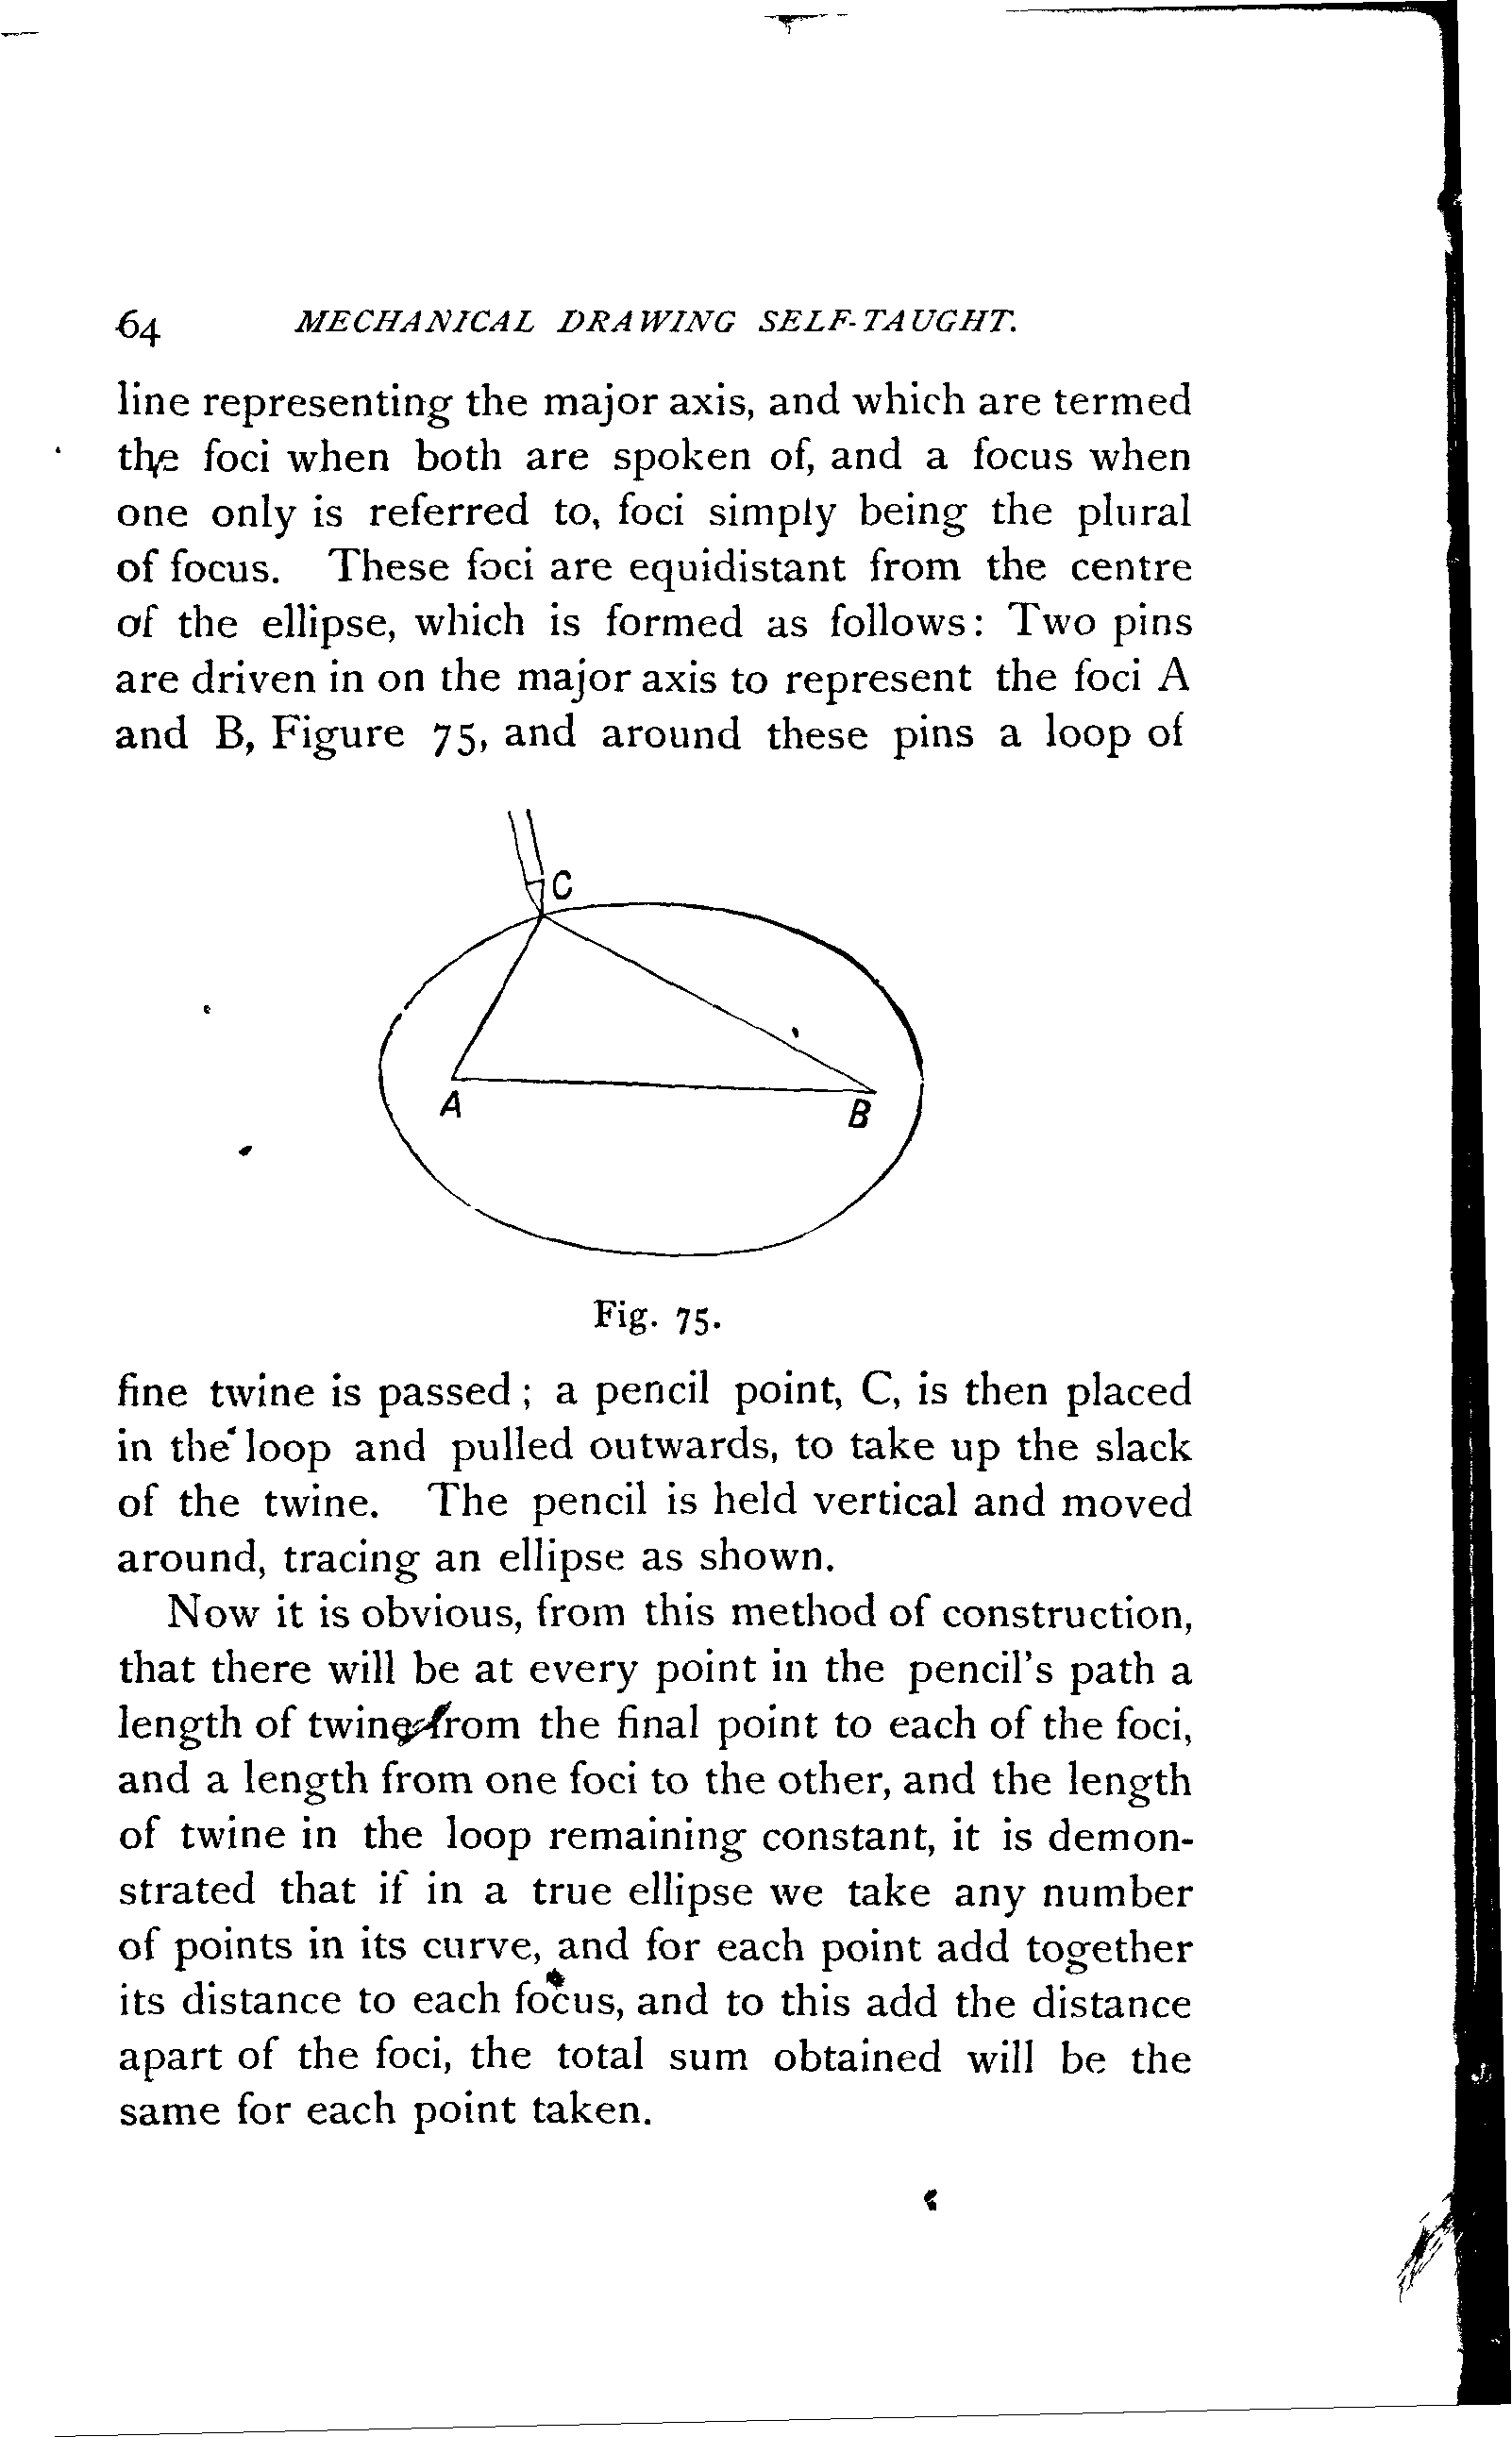 64 MECHANICAL DRAWING SELF-TAUGHT.
line representing the major axis, and which are termed
the foci when both are spoken of, and a focus when
one only is referred to, foci simply being the plural
of focus. These foci are equidistant from the centre
of the ellipse, which is formed as follows: Two pins
are driven in on the major axis to represent the foci A
and B, Figure 75, and around these pins a loop of
C
A
B
Fig. 75.
fine twine is passed; a pencil point, C, is then placed
in the loop and pulled outwards, to take up the slack
of the twine. The pencil is held vertical and moved
around, tracing an ellipse as shown.
Now it is obvious, from this method of construction,
that there will be at every point in the pencil's path a
length of twine from the final point to each of the foci,
and a length from one foci to the other, and the length
of twine in the loop remaining constant, it is demon-
strated that if in a true ellipse we take any number
of points in its curve, and for each point add together
its distance to each focus, and to this add the distance
apart of the foci, the total sum obtained will be the
same for each point taken.